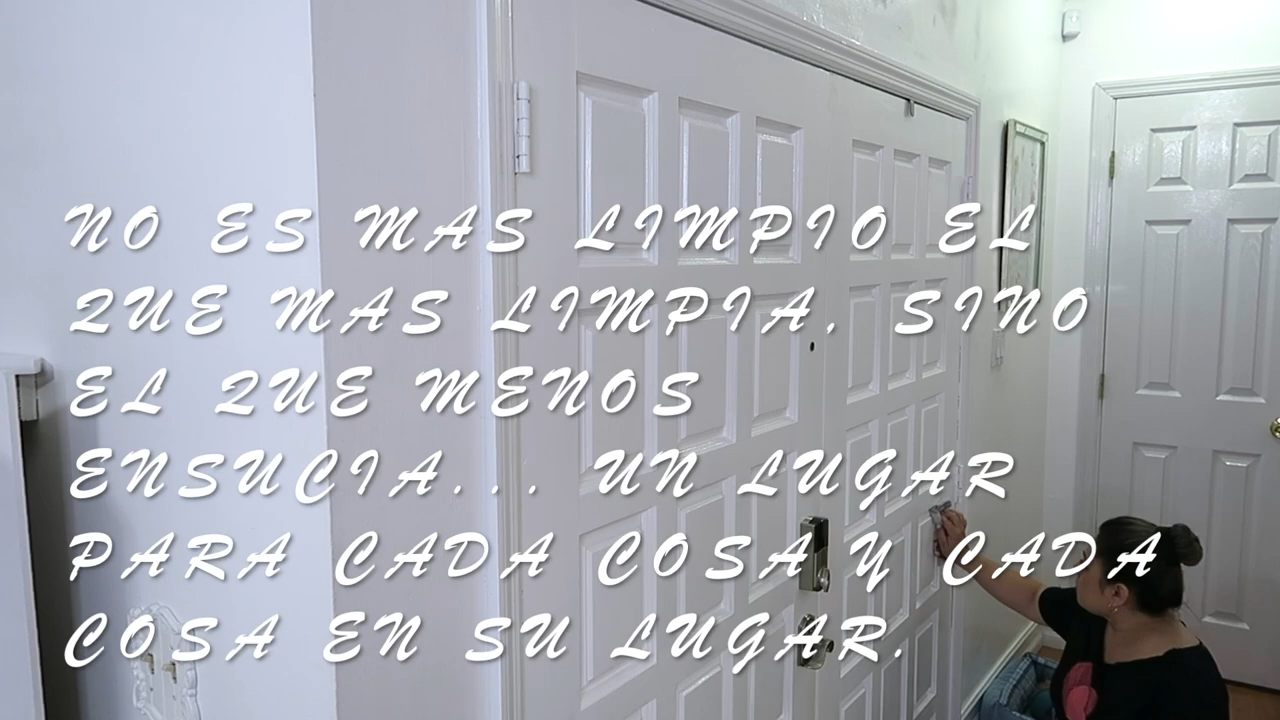 NO ES MAS LIMPIO EL
QUE MAS LIMPIA, SINO
EL QUE MENOS
ENSUCIA... UN LUGAR
PARA CADA COSA Y CADA
COSA EN SU LUGAR.